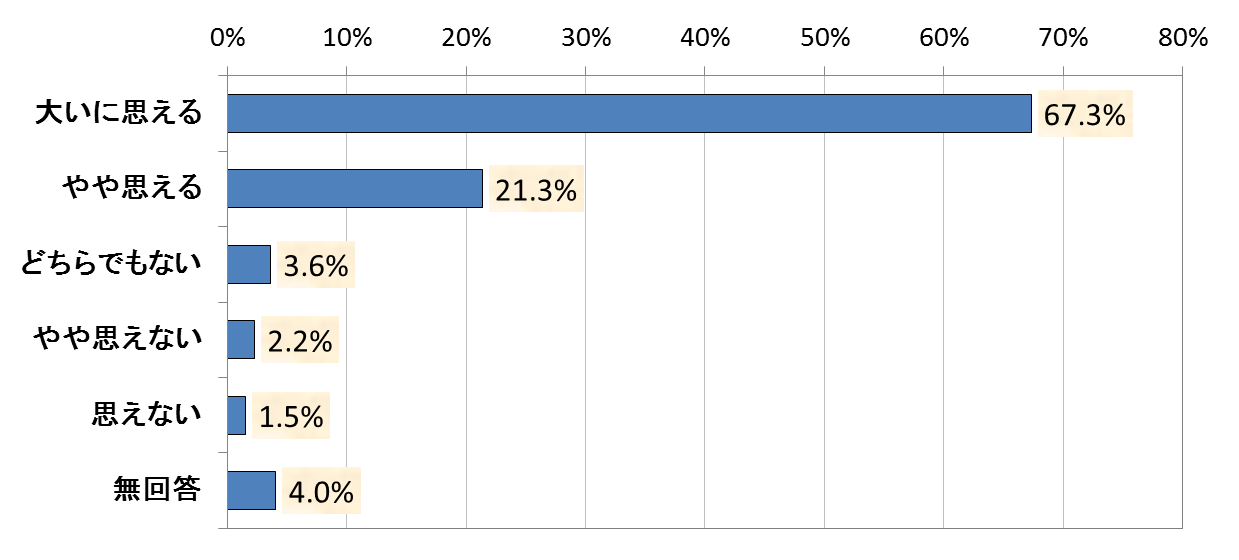 0% 10% 20% 30% 40% 50% 60% 70% 80%
大いに思える 67.3%
やや思える 21.3%
どちらでもない 3.6%
やや思えない 2.2%
思えない 1.5%
無回答 4.0%